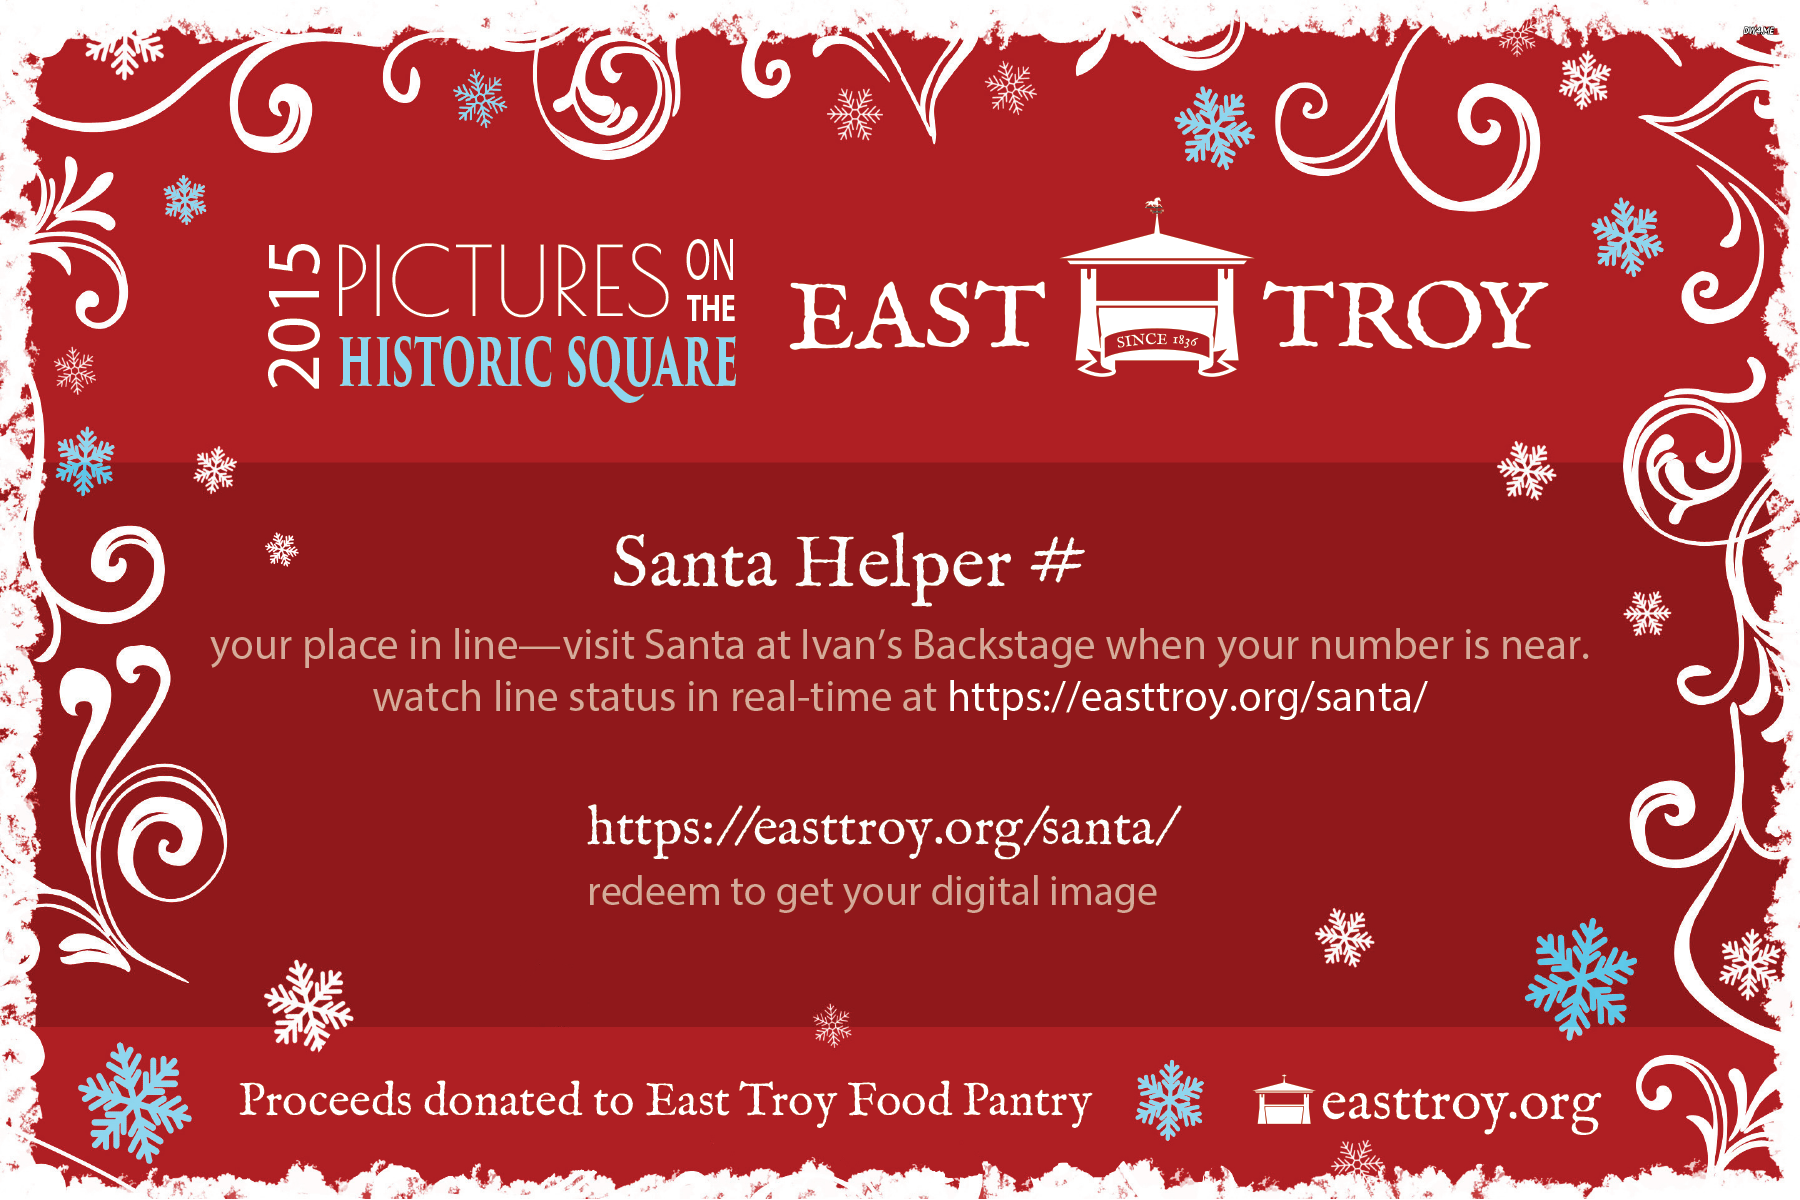 2015
PICTURES ON THE
HISTORIC SQUARE
EAST TROY
SINCE 1836
Santa Helper #
your place in line—visit Santa at Ivan’s Backstage when your number is near.
watch line status in real-time at https://easttroy.org/santa/
https://easttroy.org/santa/
redeem to get your digital image
Proceeds donated to East Troy Food Pantry
easttroy.org